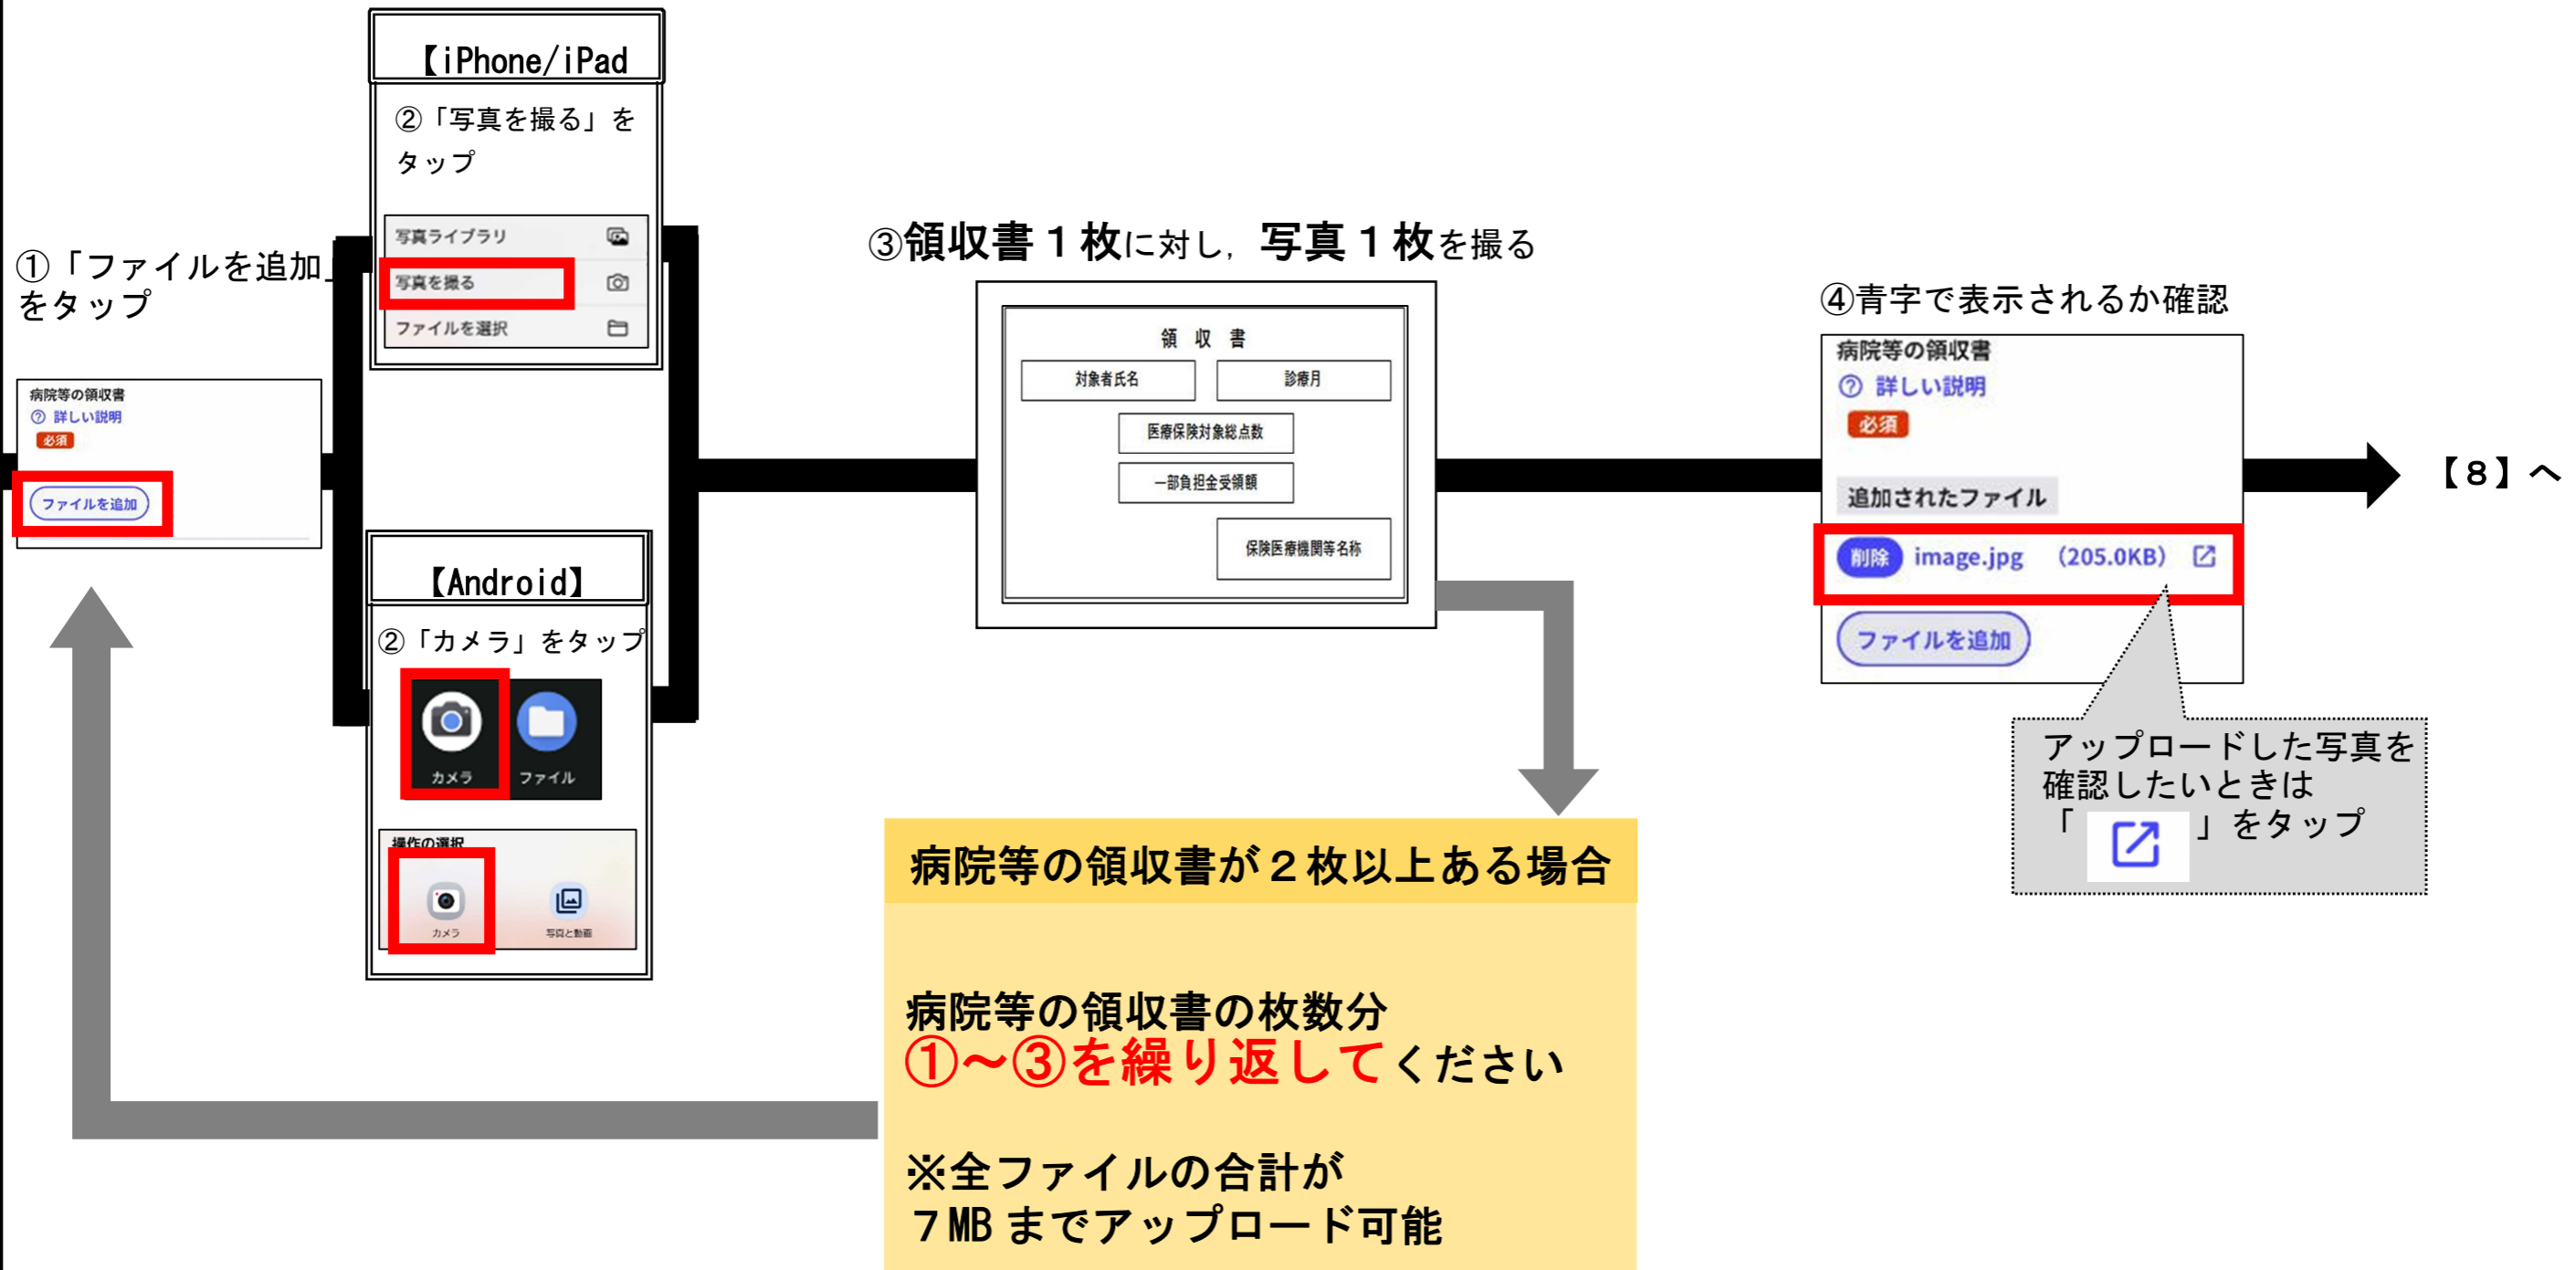 ①「ファイルを追加」
をタップ
病院等の領収書
? 詳しい説明
必須
ファイルを追加
【iPhone/iPad
②「写真を撮る」を
タップ
写真ライブラリ
写真を撮る
ファイルを選択
【Android】
②「カメラ」をタップ
カメラ
ファイル
操作の選択
カメラ
写真と動画
③領収書１枚に対し，写真１枚を撮る
領 収 書
対象者氏名
診療月
医療保険対象総点数
一部負担金受領額
保険医療機関等名称
病院等の領収書が２枚以上ある場合
病院等の領収書の枚数分
①～③を繰り返してください
※全ファイルの合計が
７MBまでアップロード可能
④青字で表示されるか確認
病院等の領収書
? 詳しい説明
必須
追加されたファイル
削除 image.jpg (205.0KB)
ファイルを追加
アップロードした写真を
確認したいときは
「 」をタップ
【８】へ